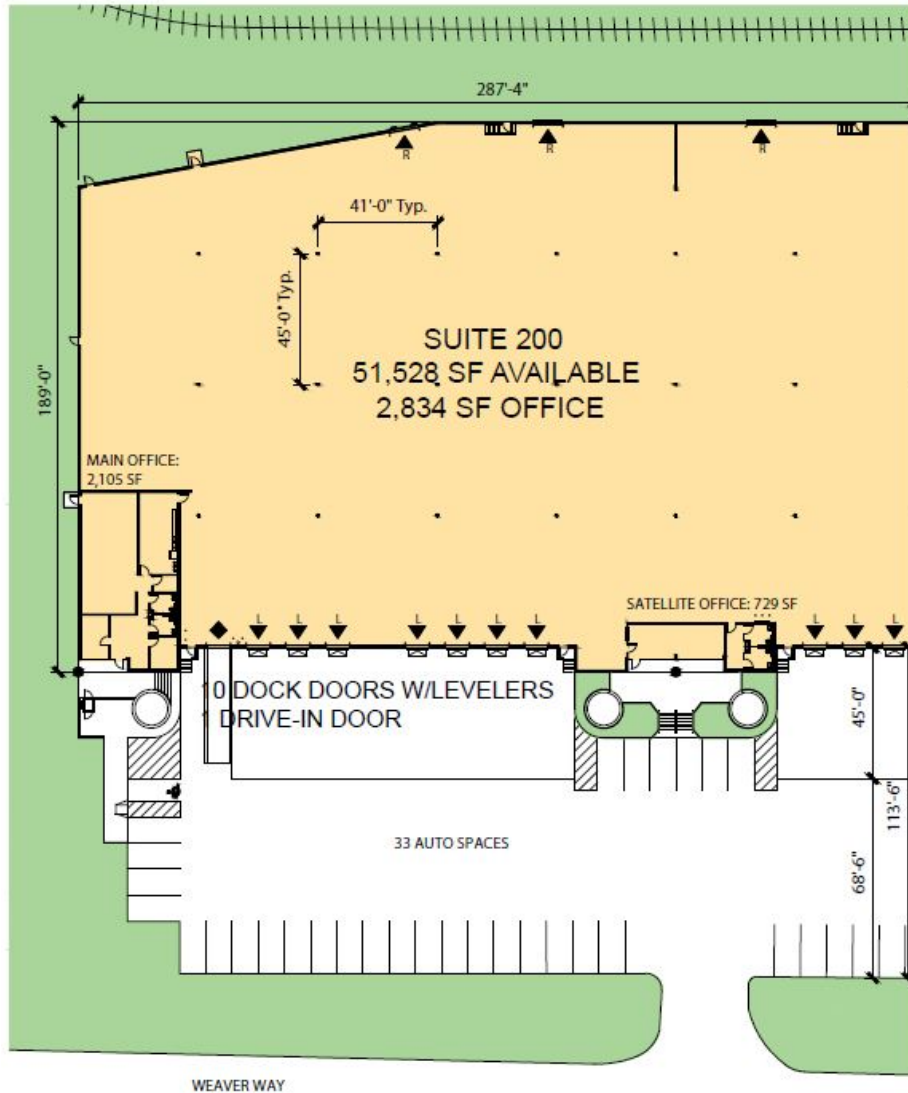 287'-4"
R
R
R
41'-0" Typ.
45'-0" Typ.
189'-0"
SUITE 200
51,528 SF AVAILABLE
2,834 SF OFFICE
MAIN OFFICE:
2,105 SF
SATELLITE OFFICE: 729 SF
L
L
L
L
L
L
L
L
L
L
10 DOCK DOORS W/LEVELERS
1 DRIVE-IN DOOR
45'-0"
113'-6"
68'-6"
33 AUTO SPACES
WEAVER WAY